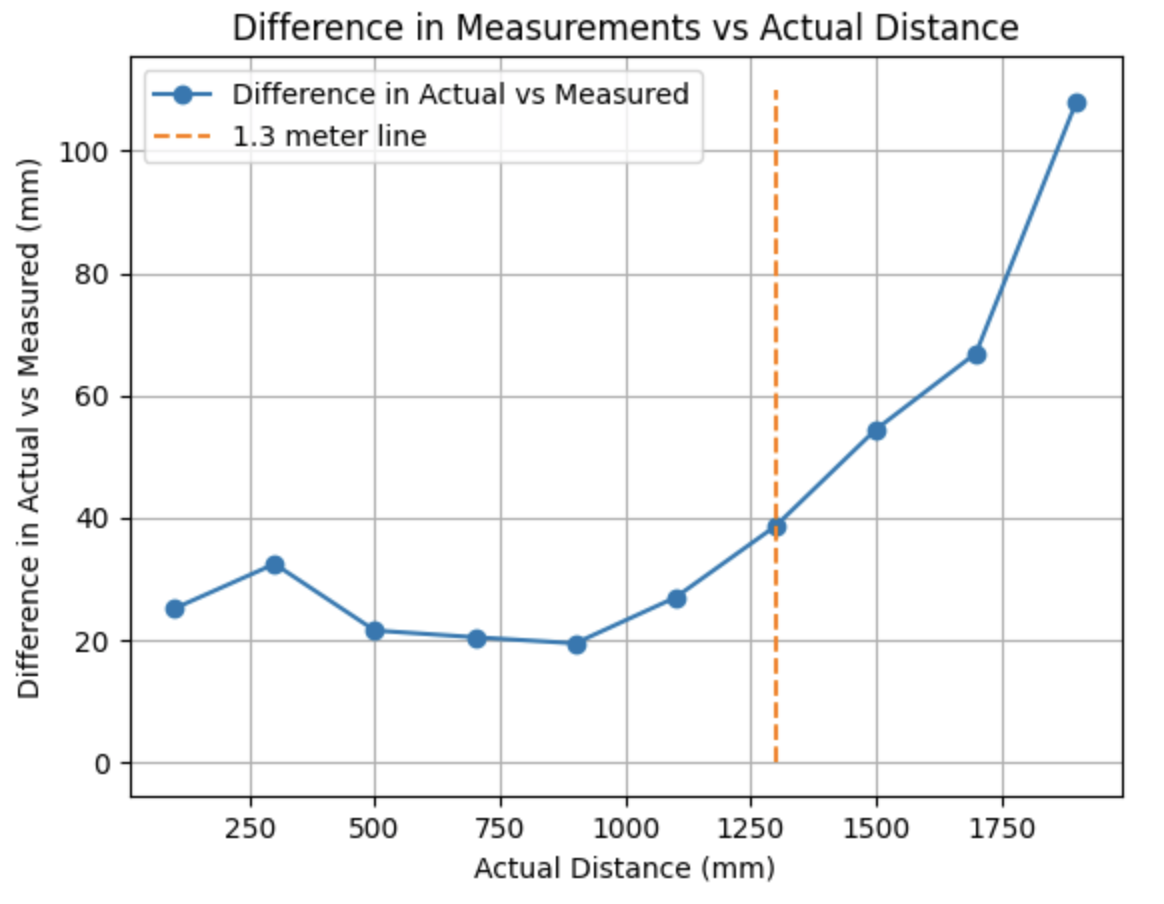 Difference in Measurements vs Actual Distance
Difference in Actual vs Measured
1.3 meter line
Difference in Actual vs Measured (mm)
100
80
60
40
20
0
250 500 750 1000 1250 1500 1750
Actual Distance (mm)